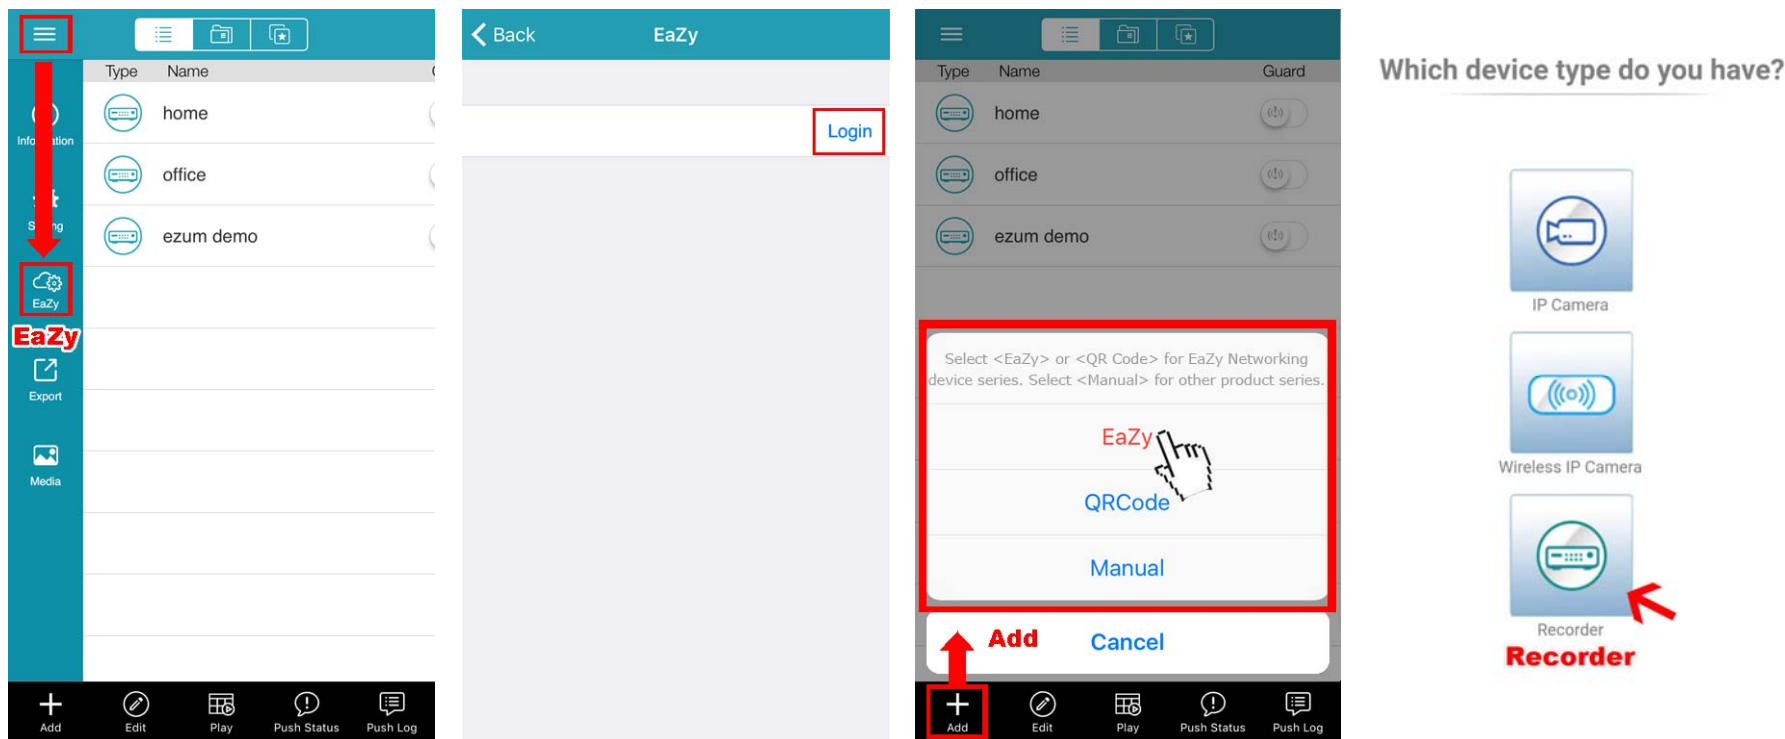 Type Name
home
Information
office
Setting
ezum demo
EaZy
EaZy
Export
Media
Add Edit Play Push Status Push Log
Back EaZy
Login
Type Name Guard
home
office
ezum demo
Select <EaZy> or <QR Code> for EaZy Networking
device series. Select <Manual> for other product series.
EaZy
QRCode
Manual
Add Cancel
Add Edit Play Push Status Push Log
Which device type do you have?
IP Camera
Wireless IP Camera
Recorder
Recorder